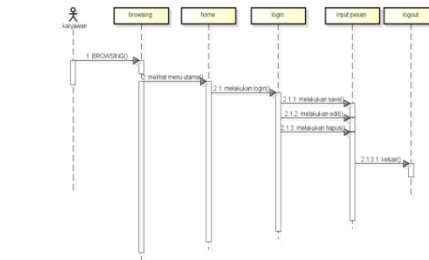 browsing
home
login
input pesan
logout
karyawan
1: BROWSING()
2: melihat menu utama()
2.1: melakukan login()
2.1.1: melakukan save()
2.1.2: melakukan edit()
2.1.3: melakukan hapus()
2.1.3.1: keluar()